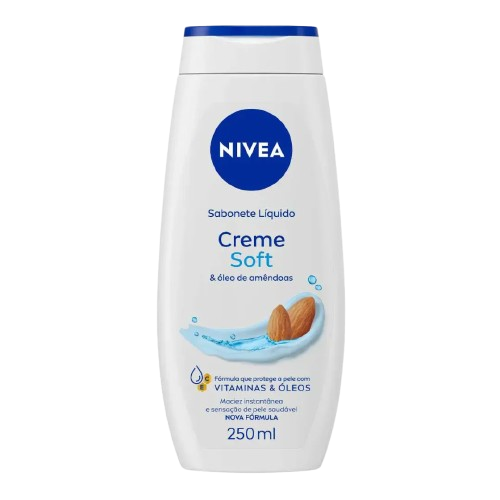 NIVEA
Sabonete Líquido
Creme
Soft
& óleo de amêndoas
C
E
Fórmula que protege a pele com
VITAMINAS & ÓLEOS
Maciez instantânea
e sensação de pele saudável
NOVA FÓRMULA
250ml